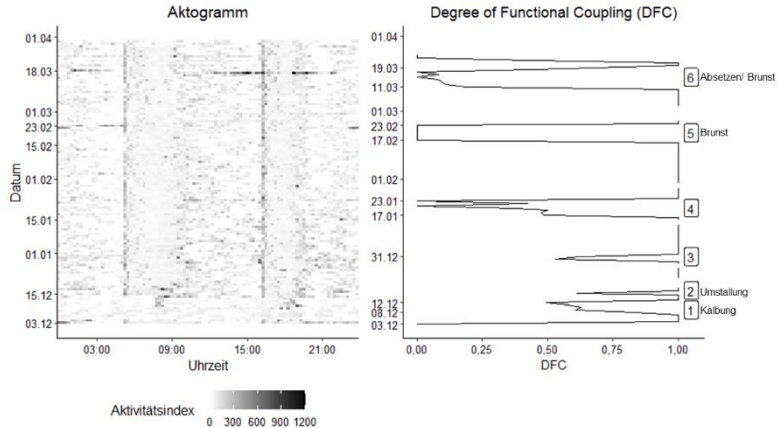 Aktogramm
Datum
01.04
18.03
01.03
23.02
15.02
01.02
15.01
01.01
15.12
03.12
03:00 09:00 15:00 21:00
Uhrzeit
Aktivitätsindex
0 300 600 900 1200
Degree of Functional Coupling (DFC)
01.04
19.03
11.03
01.03
23.02
17.02
01.02
23.01
17.01
31.12
12.12
08.12
03.12
6 Absetzen/ Brunst
5 Brunst
4
3
2 Umstallung
1 Kalbung
0,00 0,25 0,50 0,75 1,00
DFC